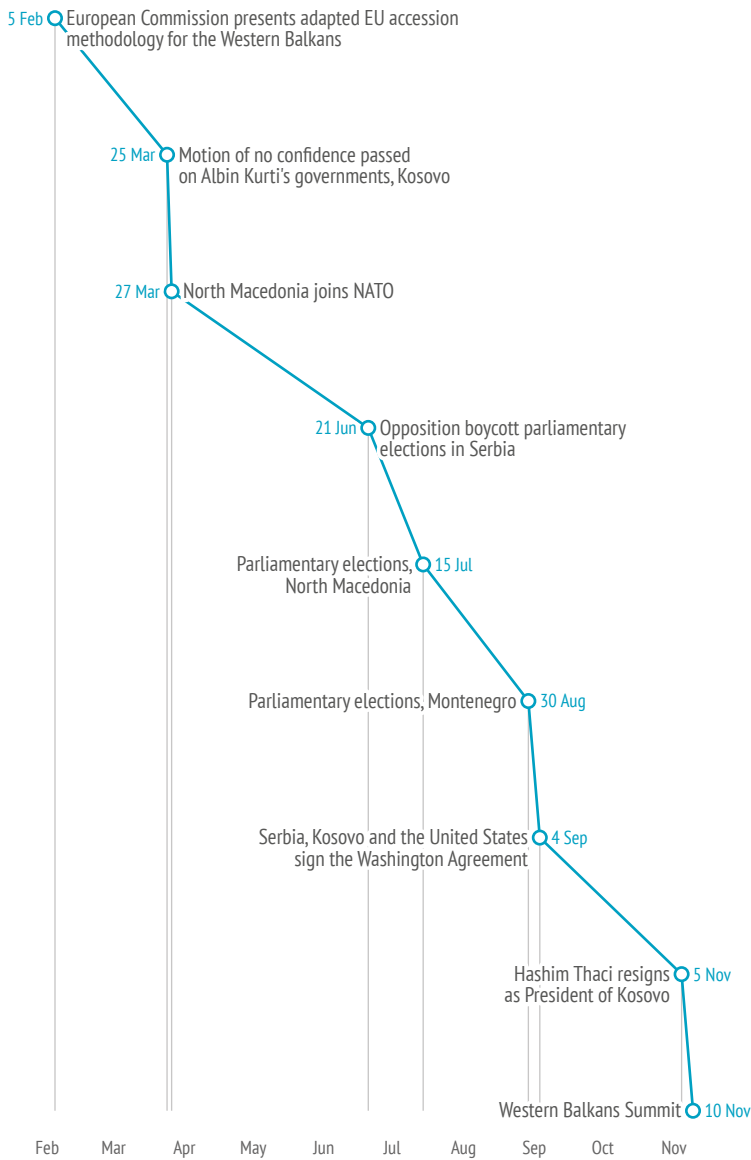 5 Feb
European Commission presents adapted EU accession
methodology for the Western Balkans
25 Mar
Motion of no confidence passed
on Albin Kurti's governments, Kosovo
27 Mar
North Macedonia joins NATO
21 Jun
Opposition boycott parliamentary
elections in Serbia
Parliamentary elections,
North Macedonia
15 Jul
Parliamentary elections, Montenegro
30 Aug
Serbia, Kosovo and the United States
sign the Washington Agreement
4 Sep
Hashim Thaci resigns
as President of Kosovo
5 Nov
Western Balkans Summit
10 Nov
Feb Mar Apr May Jun Jul Aug Sep Oct Nov